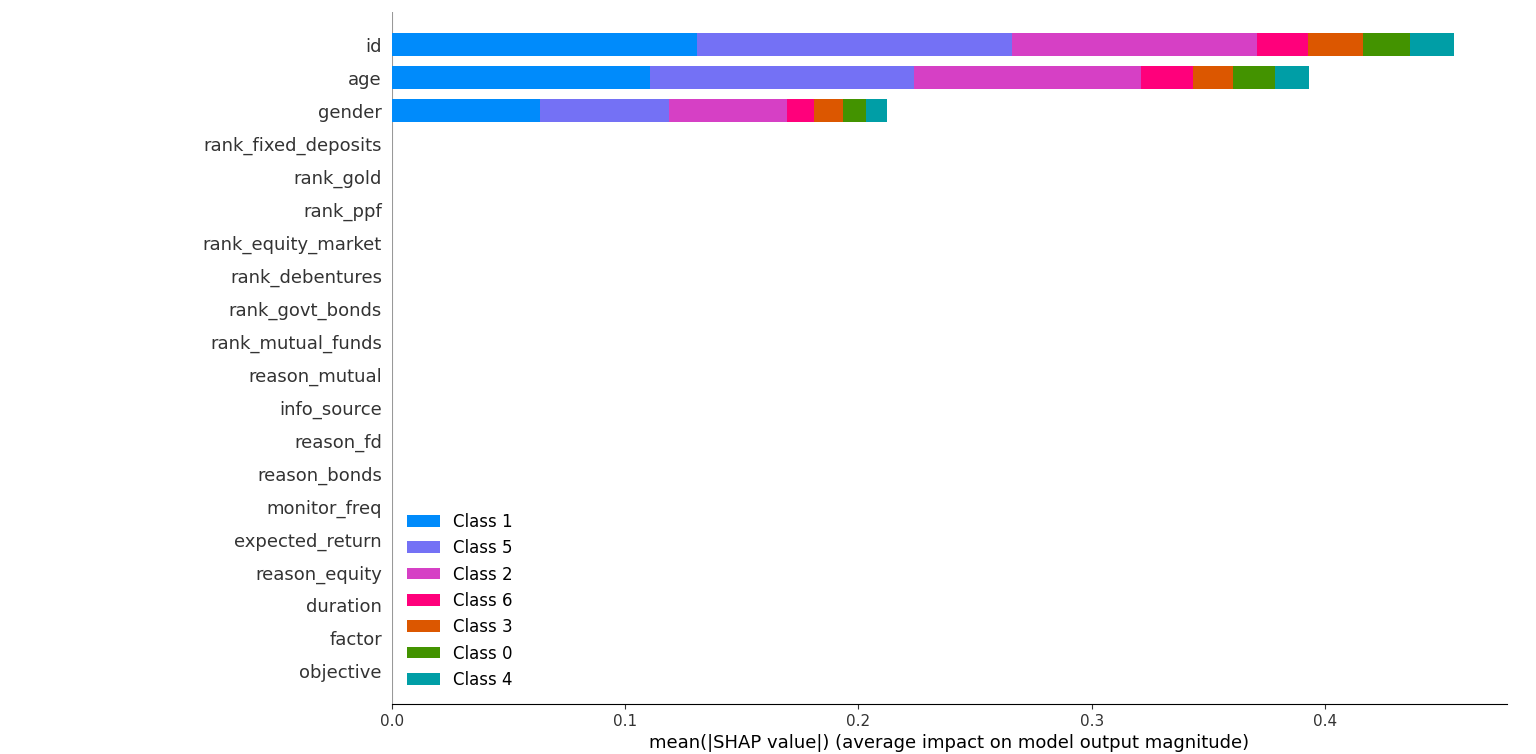 id
age
gender
rank_fixed_deposits
rank_gold
rank_ppf
rank_equity_market
rank_debentures
rank_govt_bonds
rank_mutual_funds
reason_mutual
info_source
reason_fd
reason_bonds
monitor_freq
expected_return
reason_equity
duration
factor
objective
Class 1
Class 5
Class 2
Class 6
Class 3
Class 0
Class 4
0.0 0.1 0.2 0.3 0.4
mean(|SHAP value|) (average impact on model output magnitude)